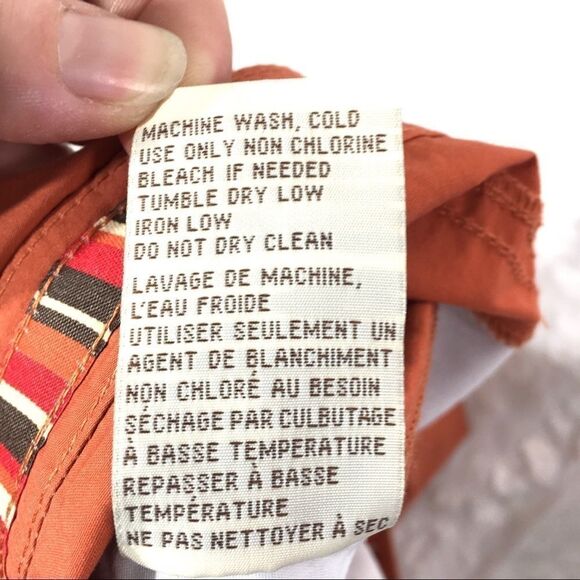 MACHINE WASH, COLD
USE ONLY NON CHLORINE
BLEACH IF NEEDED
TUMBLE DRY LOW
IRON LOW
DO NOT DRY CLEAN
LAVAGE DE MACHINE,
L'EAU FROIDE
UTILISER SEULEMENT UN
AGENT DE BLANCHIMENT
NON CHLORÉ AU BESOIN
SÉCHAGE PAR CULBUTAGE
À BASSE TEMPERATURE
REPASSER À BASSE
TEMPÉRATURE
NE PAS NETTOYER À SEC